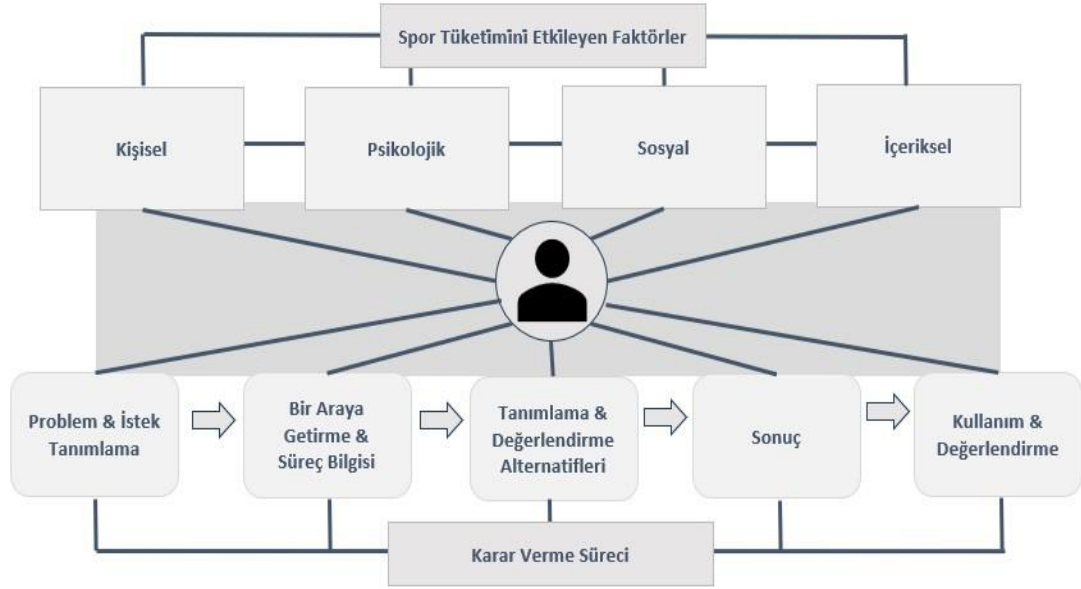 Spor Tüketimini Etkileyen Faktörler
Kişisel
Psikolojik
Sosyal
İçeriksel
Problem & İstek
Tanımlama
Bir Araya
Getirme &
Süreç Bilgisi
Tanımlama &
Değerlendirme
Alternatifleri
Sonuç
Kullanım &
Değerlendirme
Karar Verme Süreci